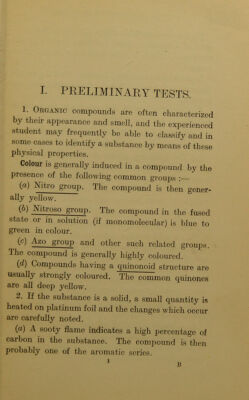 I. PRELIMINARY TESTS.
1. ORGANIC compounds are often characterized
by their appearance and smell, and the experienced
student may frequently be able to classify and in
some cases to identify a substance by means of these
physical properties.
Colour is generally induced in a compound by the
presence of the following common groups :—
(a) Nitro group. The compound is then gener-
ally yellow.
(b) Nitroso group. The compound in the fused
state or in solution (if monomolecular) is blue to
green in colour.
(c) Azo group and other such related groups.
The compound is generally highly coloured.
(d) Compounds having a quinonoid structure are
usually strongly coloured. The common quinones
are all deep yellow.
2. If the substance is a solid, a small quantity is
heated on platinum foil and the changes which occur
are carefully noted.
(a) A sooty flame indicates a high percentage of
carbon in the substance. The compound is then
probably one of the aromatic series.
1 B